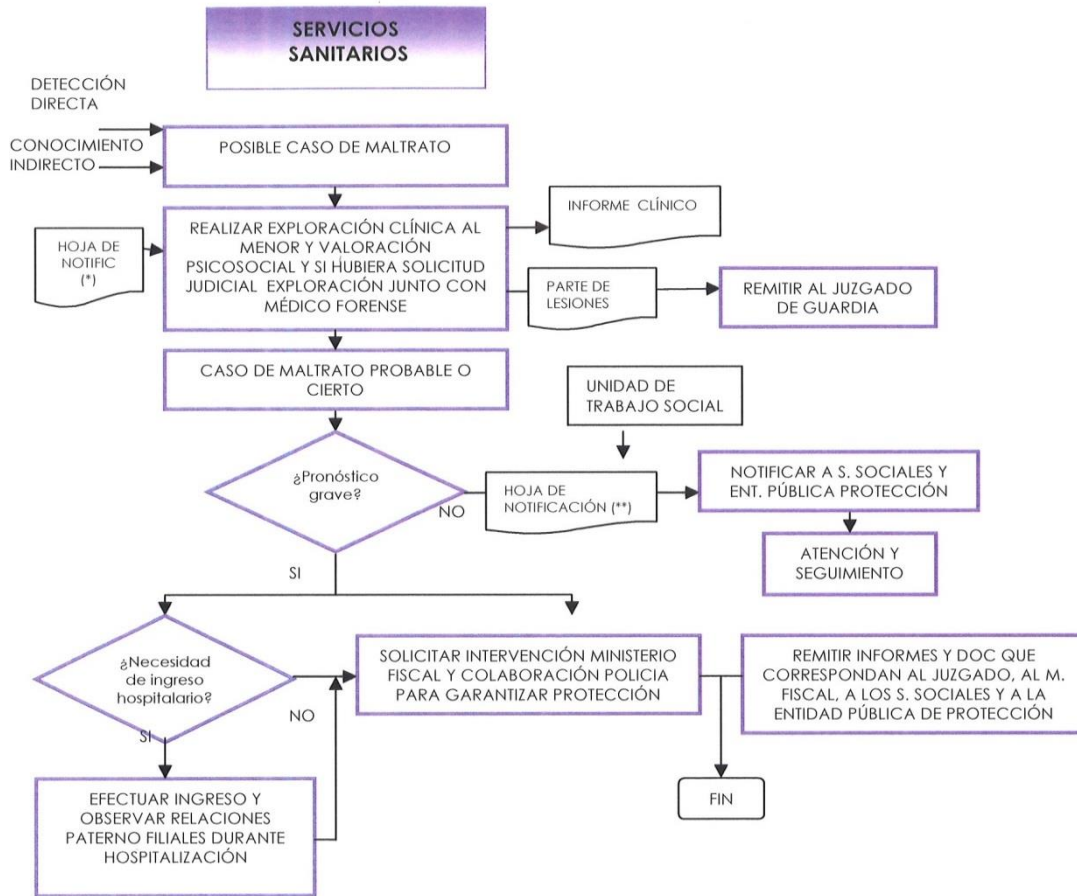 SERVICIOS
SANITARIOS
DETECCIÓN
DIRECTA
CONOCIMIENTO
INDIRECTO
POSIBLE CASO DE MALTRATO
HOJA DE
NOTIFIC
(*)
REALIZAR EXPLORACIÓN CLÍNICA AL
MENOR Y VALORACIÓN
PSICOSOCIAL Y SI HUBIERA SOLICITUD
JUDICIAL EXPLORACIÓN JUNTO CON
MÉDICO FORENSE
INFORME CLÍNICO
PARTE DE
LESIONES
REMITIR AL JUZGADO
DE GUARDIA
CASO DE MALTRATO PROBABLE O
CIERTO
UNIDAD DE
TRABAJO SOCIAL
¿Pronóstico
grave?
NO
HOJA DE
NOTIFICACIÓN (**)
NOTIFICAR A S. SOCIALES Y
ENT. PÚBLICA PROTECCIÓN
ATENCIÓN Y
SEGUIMIENTO
SI
¿Necesidad
de ingreso
hospitalario?
NO
SI
SOLICITAR INTERVENCIÓN MINISTERIO
FISCAL Y COLABORACIÓN POLICIA
PARA GARANTIZAR PROTECCIÓN
REMITIR INFORMES Y DOC QUE
CORRESPONDAN AL JUZGADO, AL M.
FISCAL, A LOS S. SOCIALES Y A LA
ENTIDAD PÚBLICA DE PROTECCIÓN
EFECTUAR INGRESO Y
OBSERVAR RELACIONES
PATERNO FILIALES DURANTE
HOSPITALIZACIÓN
FIN